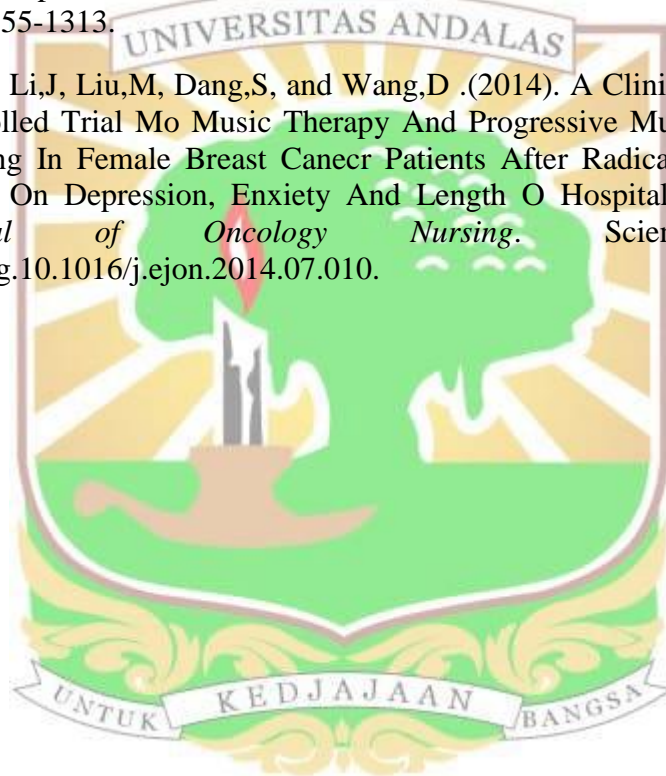 55-1313.
UNIVERSITAS ANDALAS
Li,J, Liu,M, Dang,S, and Wang,D .(2014). A Clini
olled Trial Mo Music Therapy And Progressive Mu
ng In Female Breast Canecr Patients After Radica
On Depression, Enxiety And Length O Hospital
al of Oncology Nursing. Scien
g.10.1016/j.ejon.2014.07.010.
UNTUK KEDJAJAAN BANGSA